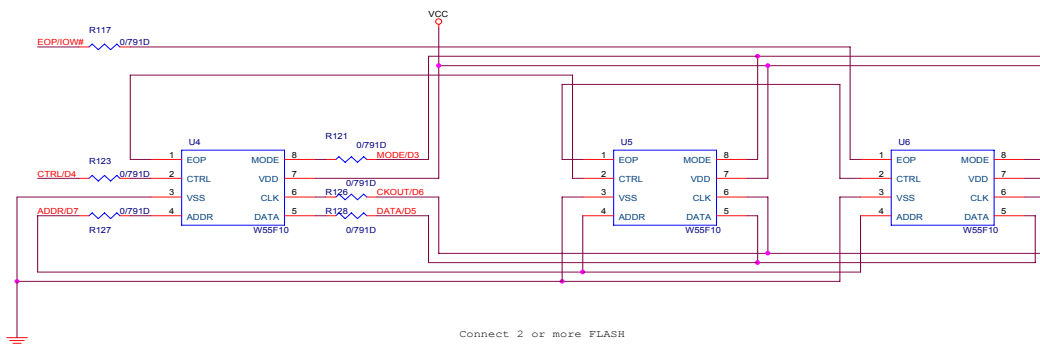 VCC
R117
EOP/IOW# 0/791D
U4
R121
0/791D
MODE/D3
1 EOP MODE 8
R123
CTRL/D4 0/791D
2 CTRL VDD 7
0/791D
3 VSS CLK 6
R126 CKOUT/D6
ADDR/D7 0/791D
4 ADDR DATA 5
R128 DATA/D5
R127
W55F10
0/791D
U5
1 EOP MODE 8
2 CTRL VDD 7
3 VSS CLK 6
4 ADDR DATA 5
W55F10
U6
1 EOP MODE 8
2 CTRL VDD 7
3 VSS CLK 6
4 ADDR DATA 5
W55F10
Connect 2 or more FLASH